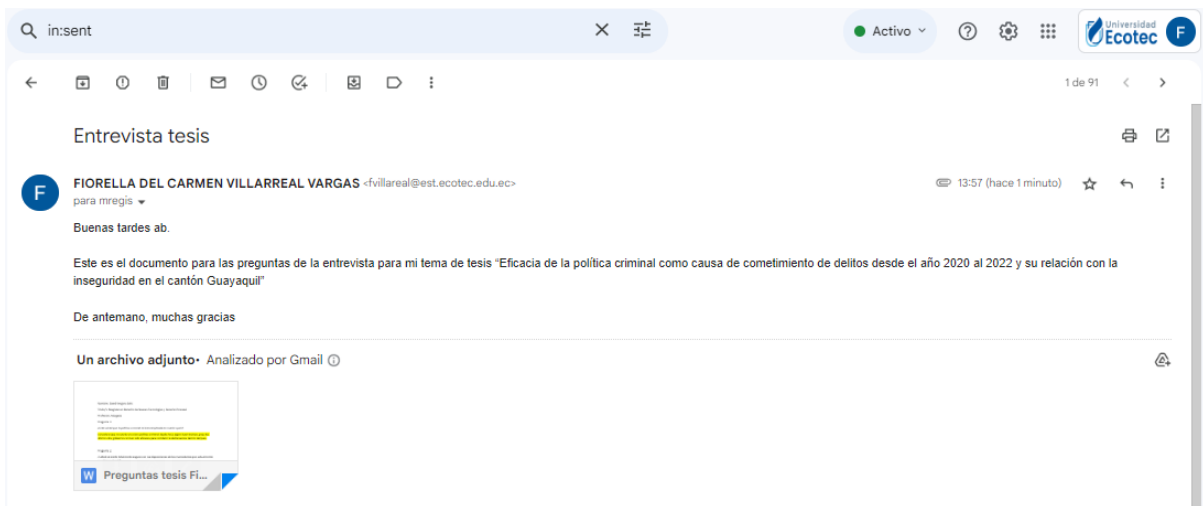 in:sent
Activo
Universidad
Ecotec
F
1 de 91
Entrevista tesis
F
FIORELLA DEL CARMEN VILLARREAL VARGAS <fvillareal@est.ecotec.edu.ec>
13:57 (hace 1 minuto)
para mregis
Buenas tardes ab.
Este es el documento para las preguntas de la entrevista para mi tema de tesis “Eficacia de la política criminal como causa de cometimiento de delitos desde el año 2020 al 2022 y su relación con la
inseguridad en el cantón Guayaquil”
De antemano, muchas gracias
Un archivo adjunto• Analizado por Gmail
W Preguntas tesis Fi...